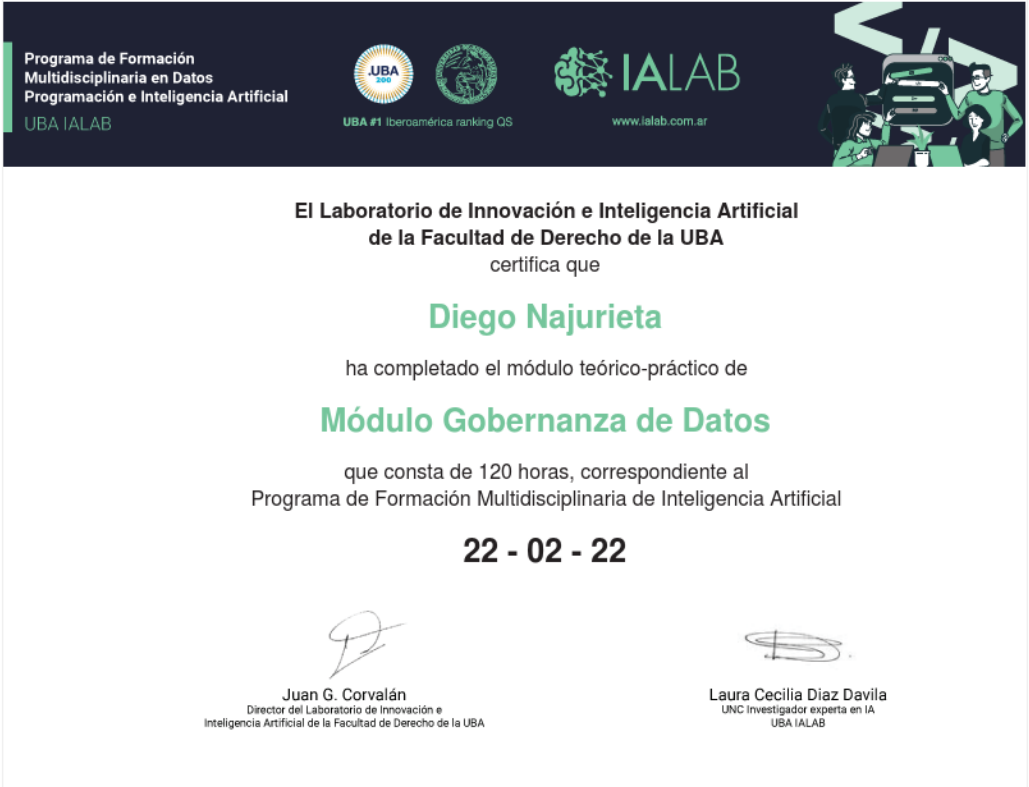 Programa de Formación
Multidisciplinaria en Datos
Programación e Inteligencia Artificial
UBA IALAB
.UBA
200
UBA #1 Iberoamérica ranking QS
IALAB
www.ialab.com.ar
El Laboratorio de Innovación e Inteligencia Artificial
de la Facultad de Derecho de la UBA
certifica que
Diego Najurieta
ha completado el módulo teórico-práctico de
Módulo Gobernanza de Datos
que consta de 120 horas, correspondiente al
Programa de Formación Multidisciplinaria de Inteligencia Artificial
22 - 02 - 22
Juan G. Corvalán
Director del Laboratorio de Innovación e
Inteligencia Artificial de la Facultad de Derecho de la UBA
Laura Cecilia Diaz Davila
UNC Investigador experta en IA
UBA IALAB